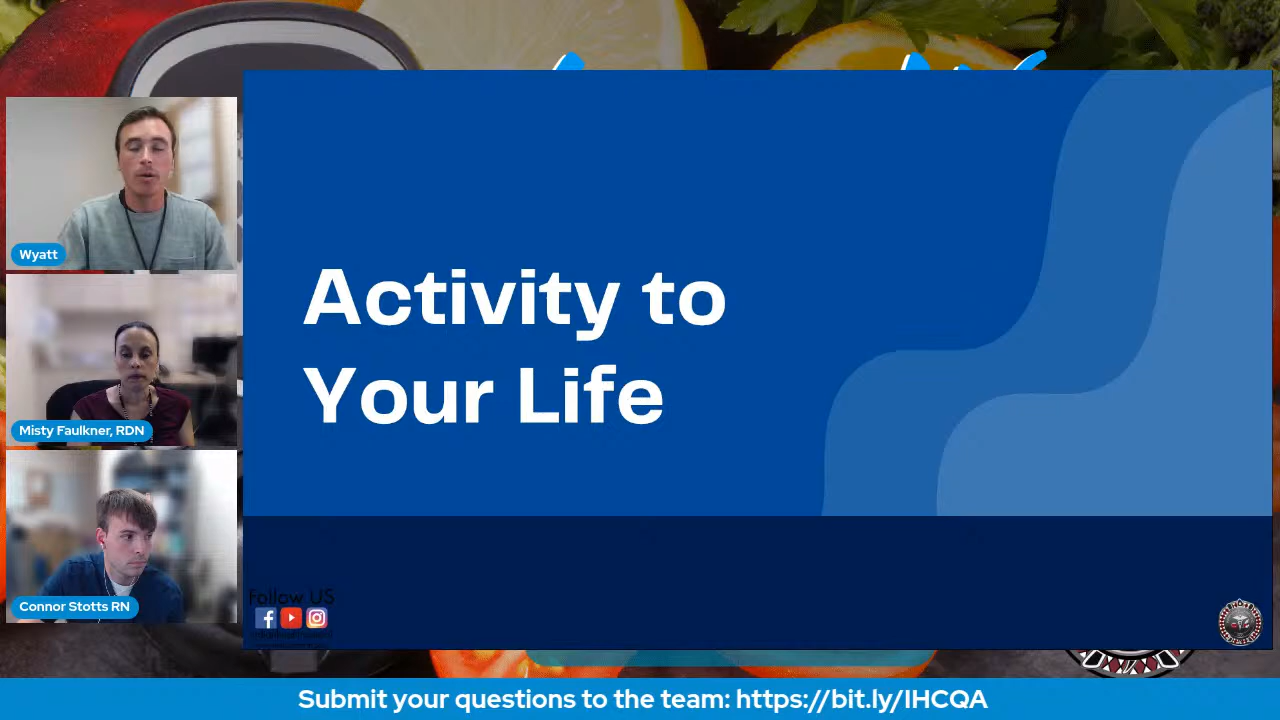 Wyatt
Misty Faulkner, RDN
Connor Stotts RN
Activity to
Your Life
Follow US
Submit your questions to the team: https://bit.ly/IHCQA